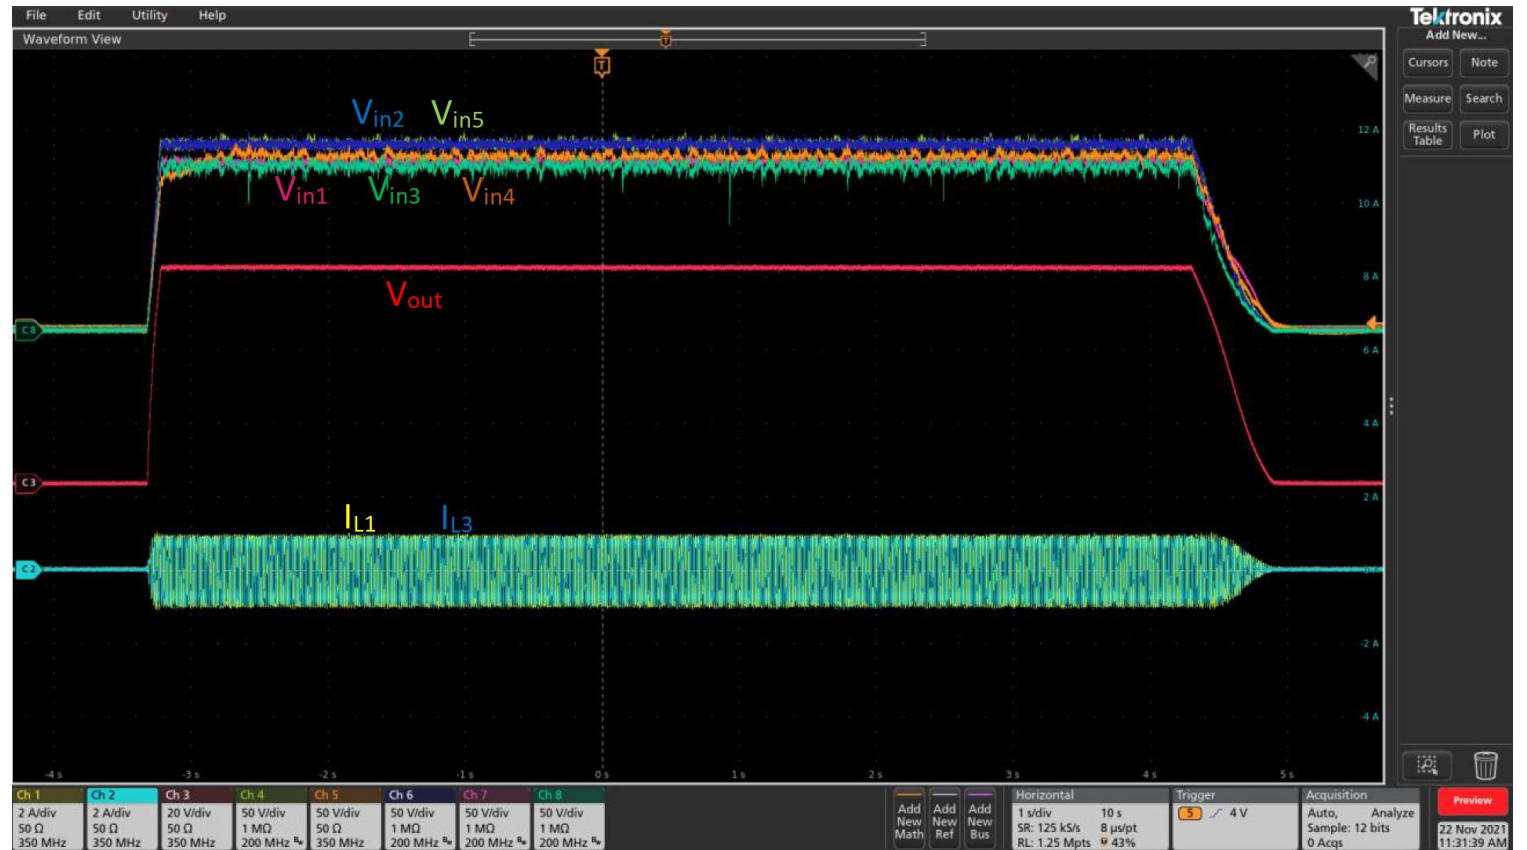 File Edit Utility Help
Tektronix
Waveform View
Add New...
Cursors Note
Measure Search
Results Table Plot
T
T
Vin2 Vin5
12 A
Vin1 Vin3 Vin4
10 A
8 A
Vout
C8
6 A
4 A
C3
2 A
IL1 IL3
C2
-2 A
-4 A
-4 s -3 s -2 s -1 s 0 s 1 s 2 s 3 s 4 s 5 s
Ch 1
2 A/div
50 Ω
350 MHz
Ch 2
2 A/div
50 Ω
350 MHz
Ch 3
20 V/div
50 Ω
350 MHz
Ch 4
50 V/div
1 MΩ
200 MHz Bw
Ch 5
50 V/div
50 Ω
350 MHz
Ch 6
50 V/div
1 MΩ
200 MHz Bw
Ch 7
50 V/div
1 MΩ
200 MHz Bw
Ch 8
50 V/div
1 MΩ
200 MHz Bw
Add New Math
Add New Ref
Add New Bus
Horizontal
1 s/div 10 s
SR: 125 kS/s 8 µs/pt
RL: 1.25 Mpts 43%
Trigger
5 4 V
Acquisition
Auto, Analyze
Sample: 12 bits
0 Acqs
Preview
22 Nov 2021
11:31:39 AM